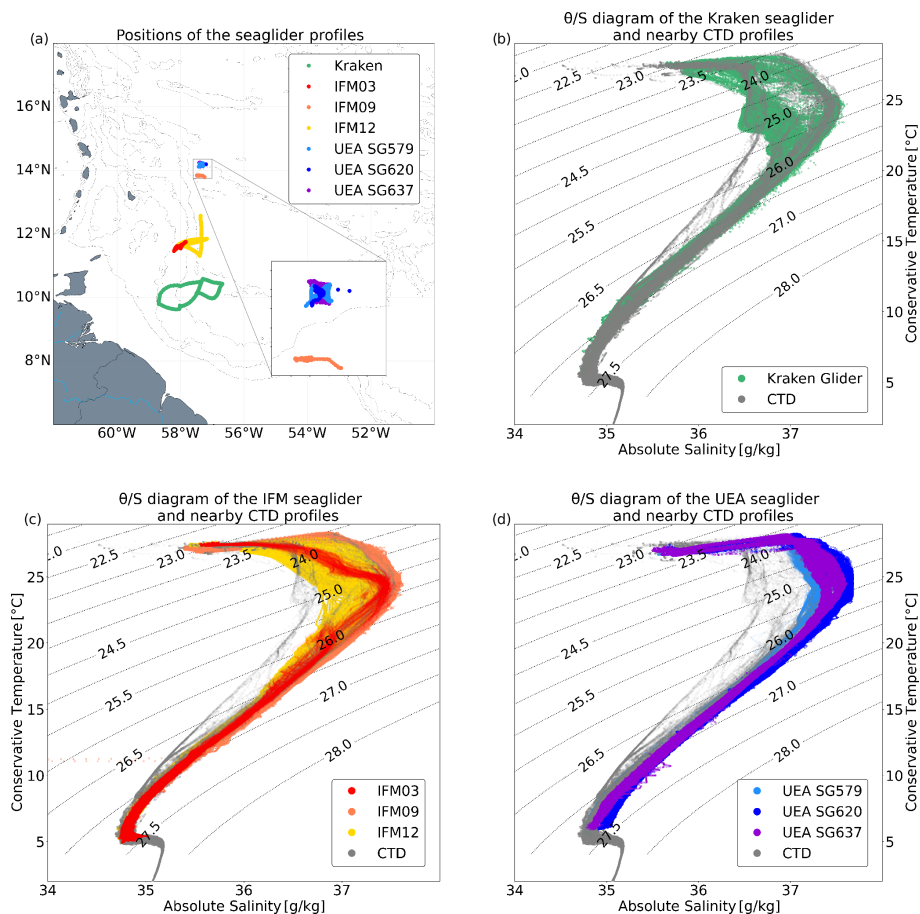 (a)
Positions of the seaglider profiles
Kraken
IFM03
IFM09
IFM12
UEA SG579
UEA SG620
UEA SG637
16°N
14°N
12°N
10°N
8°N
60°W 58°W 56°W 54°W 52°W
(b)
θ/S diagram of the Kraken seaglider
and nearby CTD profiles
.0 22.5 23.0 23.5 24.0
25.0
24.5 26.0
25.5 27.0
26.5 28.0
27.5
25
20
15
10
5
Conservative Temperature [°C]
Kraken Glider
CTD
34 35 36 37
Absolute Salinity [g/kg]
(c)
θ/S diagram of the IFM seaglider
and nearby CTD profiles
.0 22.5 23.0 24.0
25.0
24.5 26.0
25.5 27.0
26.5 28.0
27.5
25
20
15
10
5
Conservative Temperature [°C]
IFM03
IFM09
IFM12
CTD
34 35 36 37
Absolute Salinity [g/kg]
(d)
θ/S diagram of the UEA seaglider
and nearby CTD profiles
.0 22.5 23.0 23.5 24.0
25.0
24.5 26.0
25.5 27.0
26.5 28.0
27.5
25
20
15
10
5
Conservative Temperature [°C]
UEA SG579
UEA SG620
UEA SG637
CTD
34 35 36 37
Absolute Salinity [g/kg]